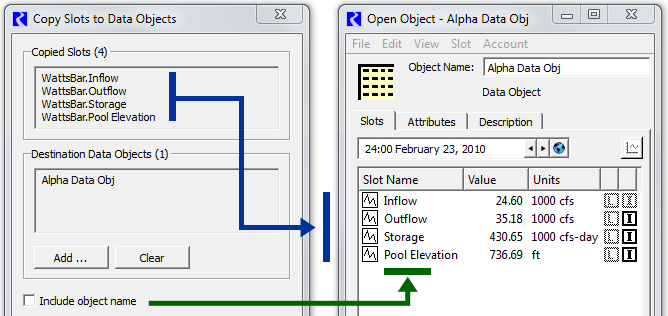 Copy Slots to Data Objects
Copied Slots (4)
WattsBar.Inflow
WattsBar.Outflow
WattsBar.Storage
WattsBar.Pool Elevation
Destination Data Objects (1)
Alpha Data Obj
Add ... Clear
Include object name
Open Object - Alpha Data Obj
File Edit View Slot Account
Object Name: Alpha Data Obj
Data Object
Slots Attributes Description
24:00 February 23, 2010
Slot Name Value Units
Inflow 24.60 1000 cfs L I
Outflow 35.18 1000 cfs L I
Storage 430.65 1000 cfs-day L I
Pool Elevation 736.69 ft L I